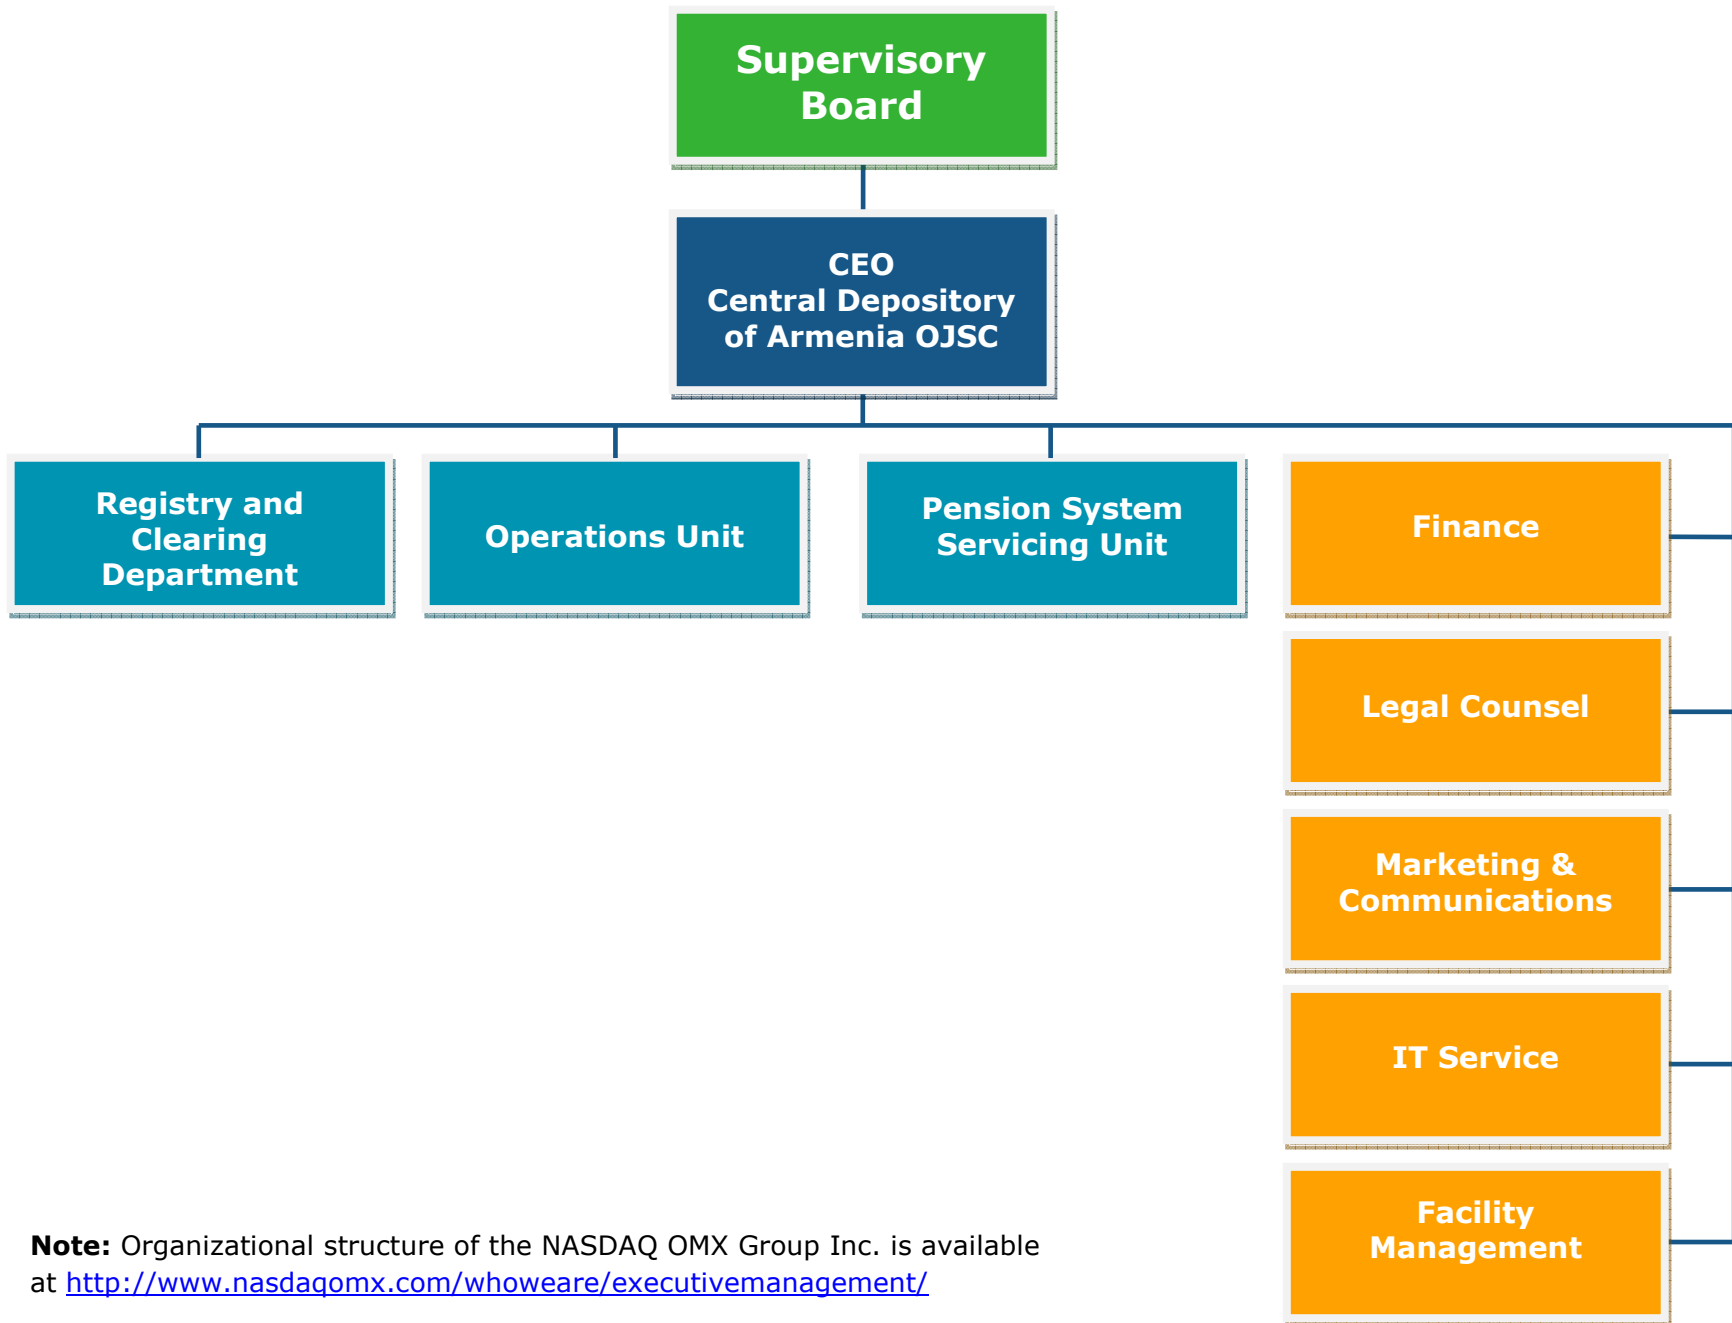 Supervisory
Board
CEO
Central Depository
of Armenia OJSC
Registry and
Clearing
Department
Operations Unit
Pension System
Servicing Unit
Finance
Legal Counsel
Marketing &
Communications
IT Service
Facility
Management
Note: Organizational structure of the NASDAQ OMX Group Inc. is available
at http://www.nasdaqomx.com/whoweare/executivemanagement/